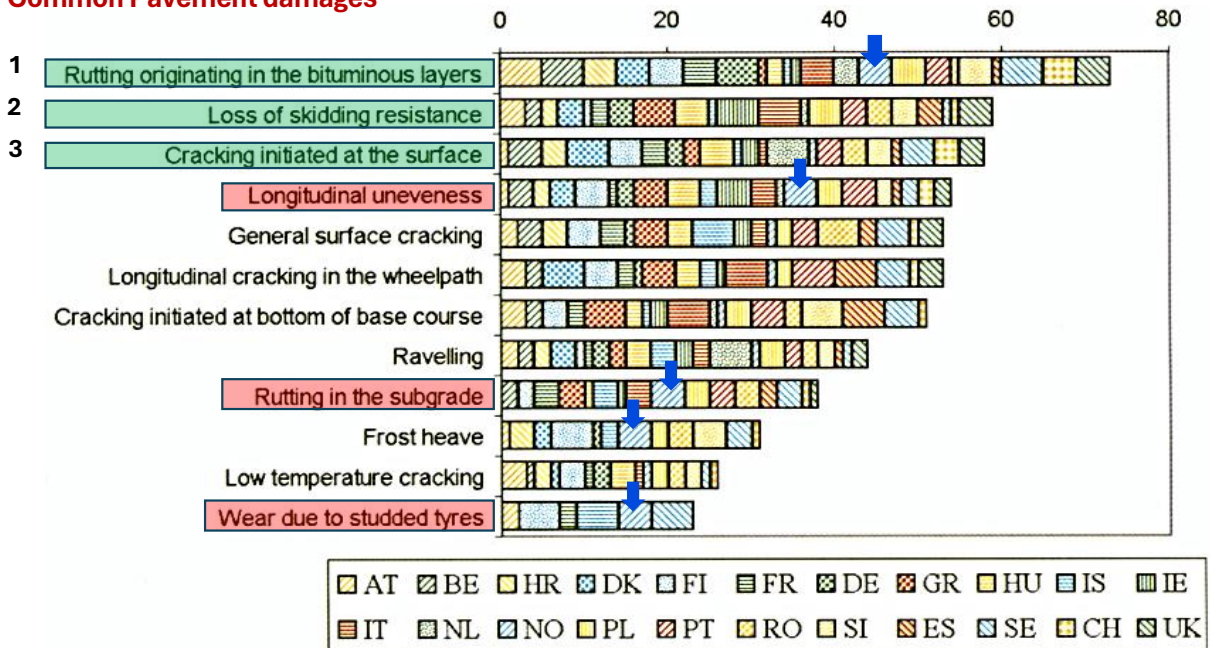 Common Pavement damages
0 20 40 60 80
1 Rutting originating in the bituminous layers
2 Loss of skidding resistance
3 Cracking initiated at the surface
Longitudinal uneveness
General surface cracking
Longitudinal cracking in the wheelpath
Cracking initiated at bottom of base course
Ravelling
Rutting in the subgrade
Frost heave
Low temperature cracking
Wear due to studded tyres
AT BE HR DK FI FR DE GR HU IS IE
IT NL NO PL PT RO SI ES SE CH UK